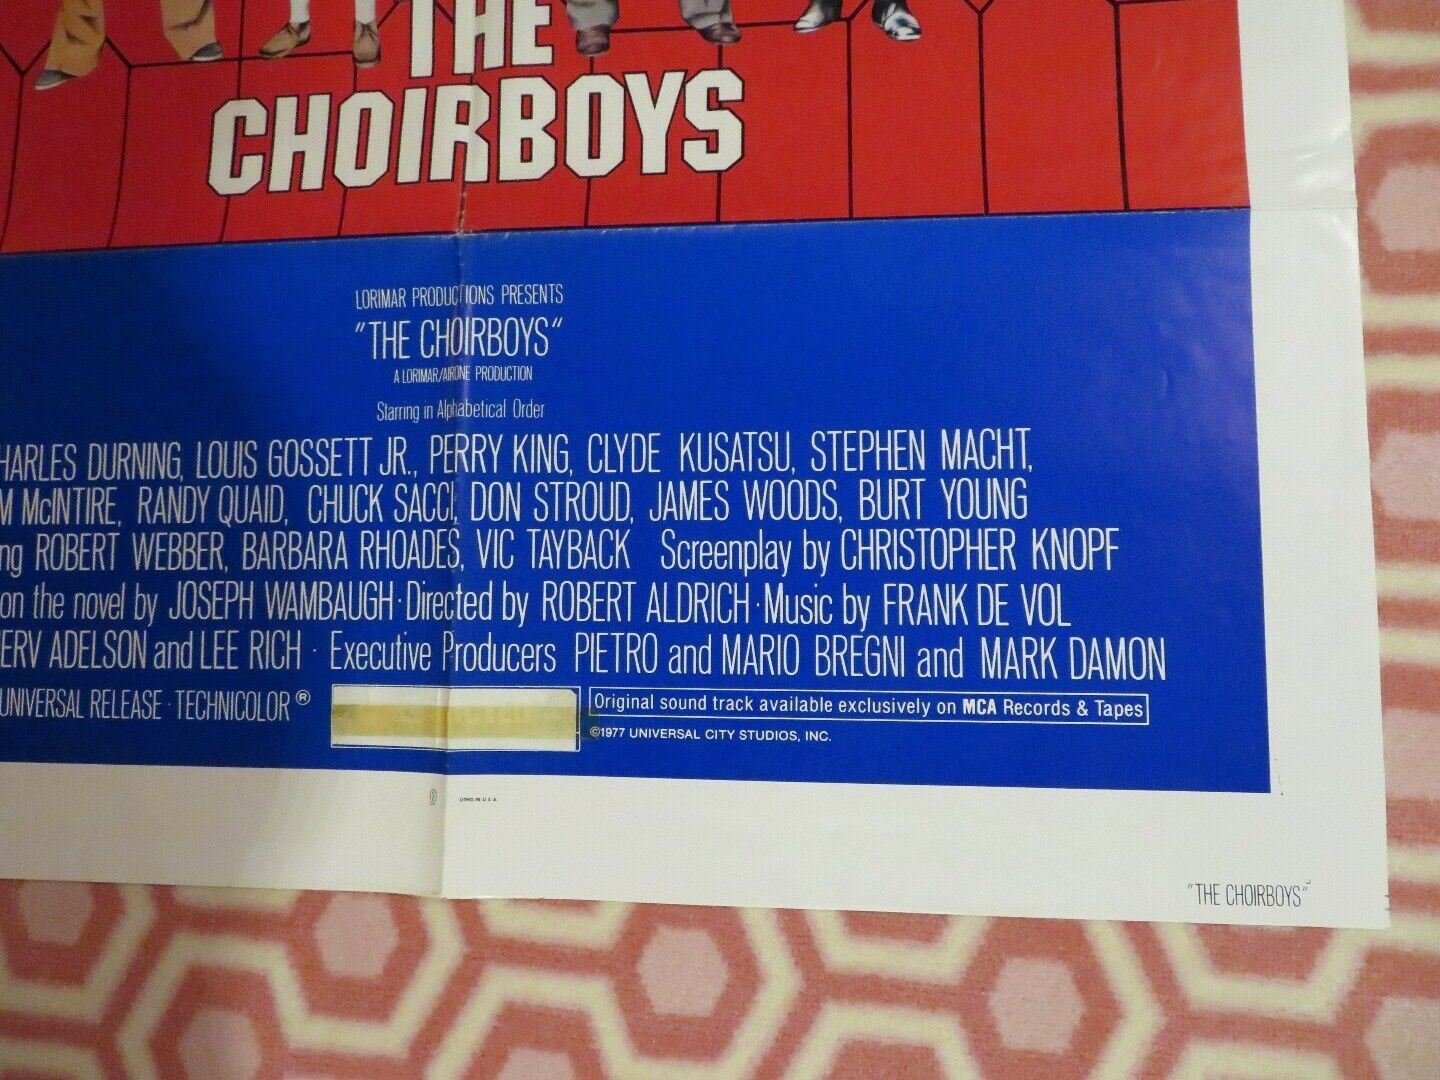 THE
CHOIRBOYS
LORIMAR PRODUCTIONS PRESENTS
"THE CHOIRBOYS"
A LORIMAR/AIRONE PRODUCTION
Starring in Alphabetical Order
HARLES DURNING, LOUIS GOSSETT JR., PERRY KING, CLYDE KUSATSU, STEPHEN MACHT,
M McINTIRE, RANDY QUAID, CHUCK SACCI, DON STROUD, JAMES WOODS, BURT YOUNG
ng ROBERT WEBBER, BARBARA RHOADES, VIC TAYBACK Screenplay by CHRISTOPHER KNOPF
on the novel by JOSEPH WAMBAUGH · Directed by ROBERT ALDRICH · Music by FRANK DE VOL
ERV ADELSON and LEE RICH · Executive Producers PIETRO and MARIO BREGNI and MARK DAMON
UNIVERSAL RELEASE · TECHNICOLOR®
Original sound track available exclusively on MCA Records & Tapes
©1977 UNIVERSAL CITY STUDIOS, INC.
"THE CHOIRBOYS"